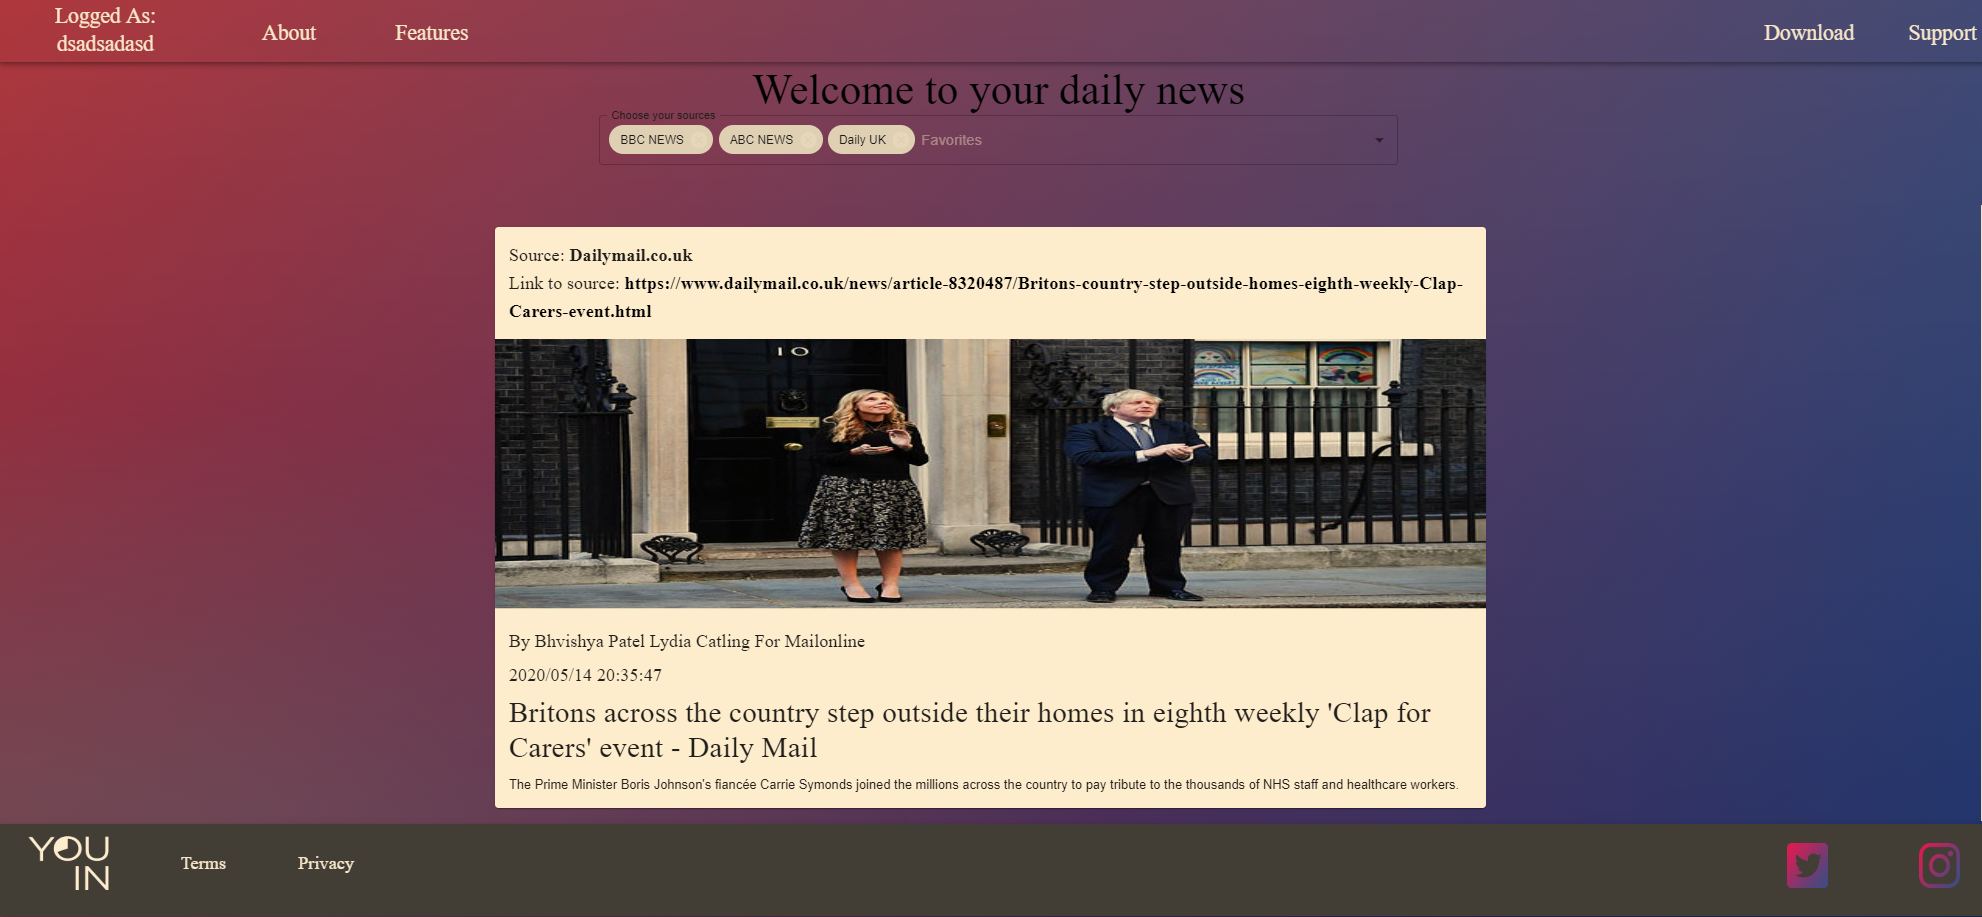 Logged As:
dsadsadasd
About
Features
Download
Support
Welcome to your daily news
Choose your sources
BBC NEWS
ABC NEWS
Daily UK
Favorites
Source: Dailymail.co.uk
Link to source: https://www.dailymail.co.uk/news/article-8320487/Britons-country-step-outside-homes-eighth-weekly-Clap-
Carers-event.html
10
By Bhvishya Patel Lydia Catling For Mailonline
2020/05/14 20:35:47
Britons across the country step outside their homes in eighth weekly 'Clap for
Carers' event - Daily Mail
The Prime Minister Boris Johnson's fiancée Carrie Symonds joined the millions across the country to pay tribute to the thousands of NHS staff and healthcare workers.
YOU
IN
Terms
Privacy